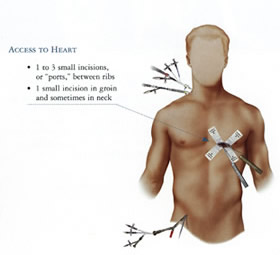 ACCESS TO HEART
• 1 to 3 small incisions,
or "ports," between ribs
• 1 small incision in groin
and sometimes in neck